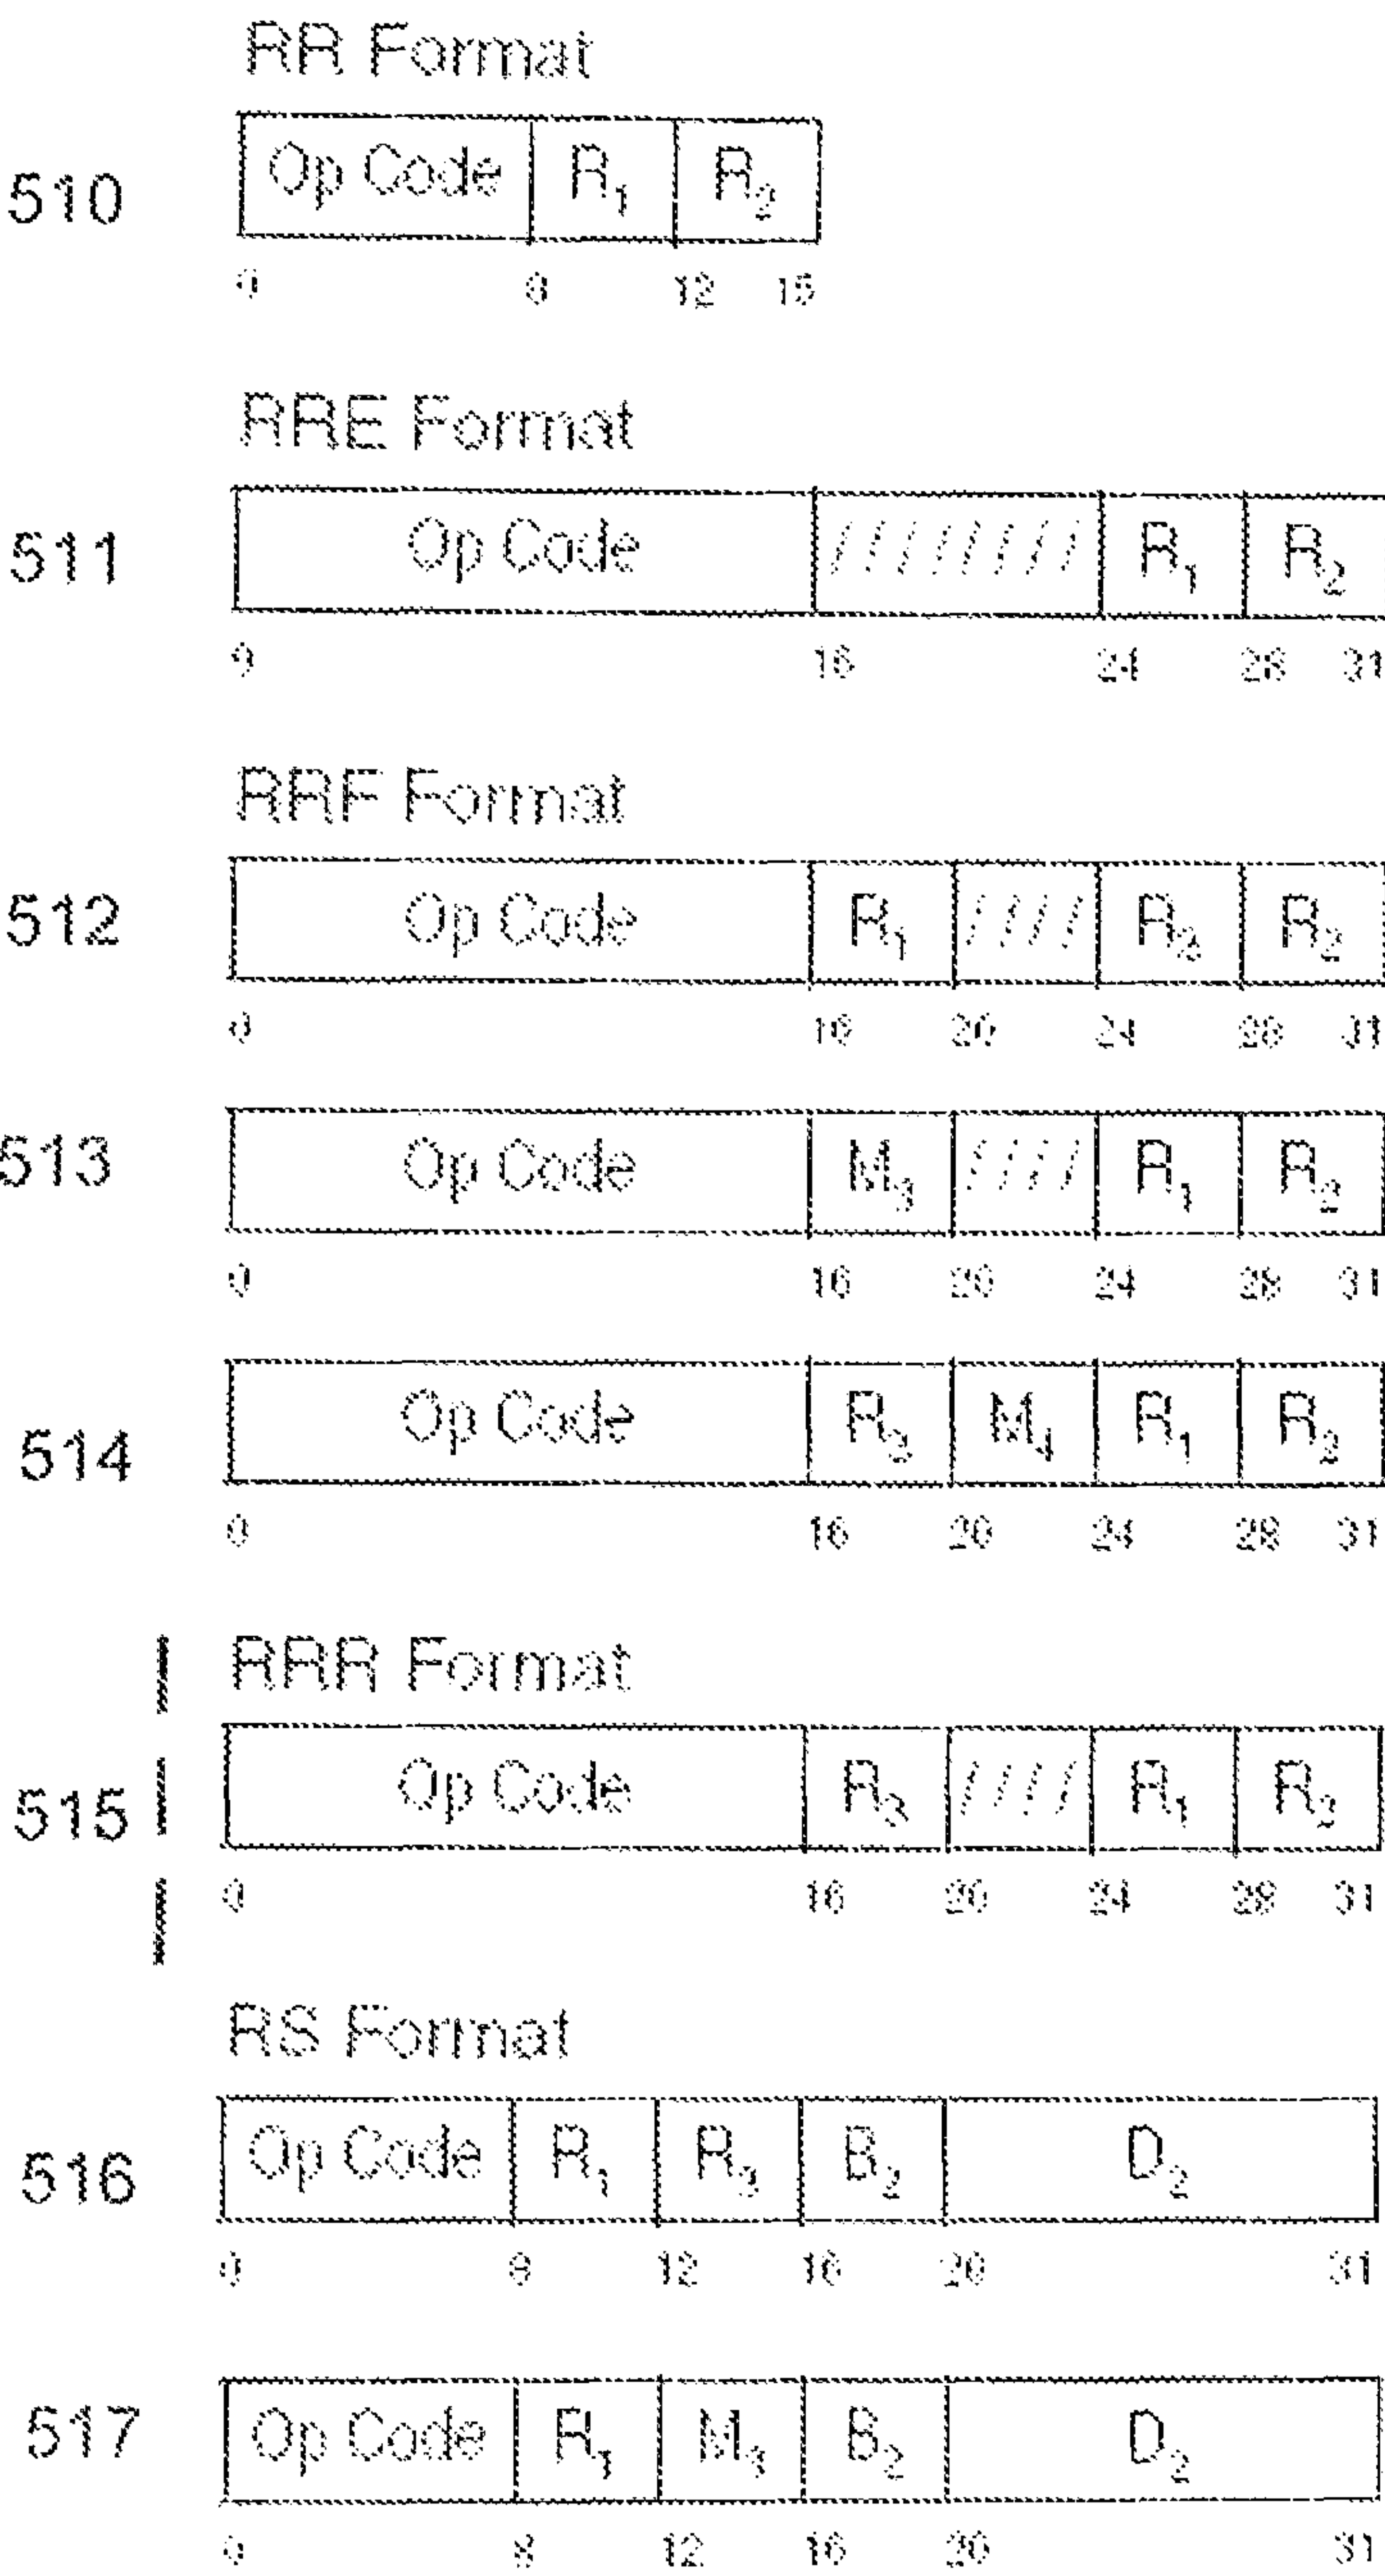 RR Format
510 Op Code R₁ R₂
0 8 12 15
RRE Format
511 Op Code //////// R₁ R₂
0 16 24 28 31
RRF Format
512 Op Code R₁ //// R₃ R₂
0 16 20 24 28 31
513 Op Code M₃ //// R₁ R₂
0 16 20 24 28 31
514 Op Code R₃ M₄ R₁ R₂
0 16 20 24 28 31
RRR Format
515 Op Code R₃ //// R₁ R₂
0 16 20 24 28 31
RS Format
516 Op Code R₁ R₃ B₂ D₂
0 8 12 16 20 31
517 Op Code R₁ M₃ B₂ D₂
0 8 12 16 20 31